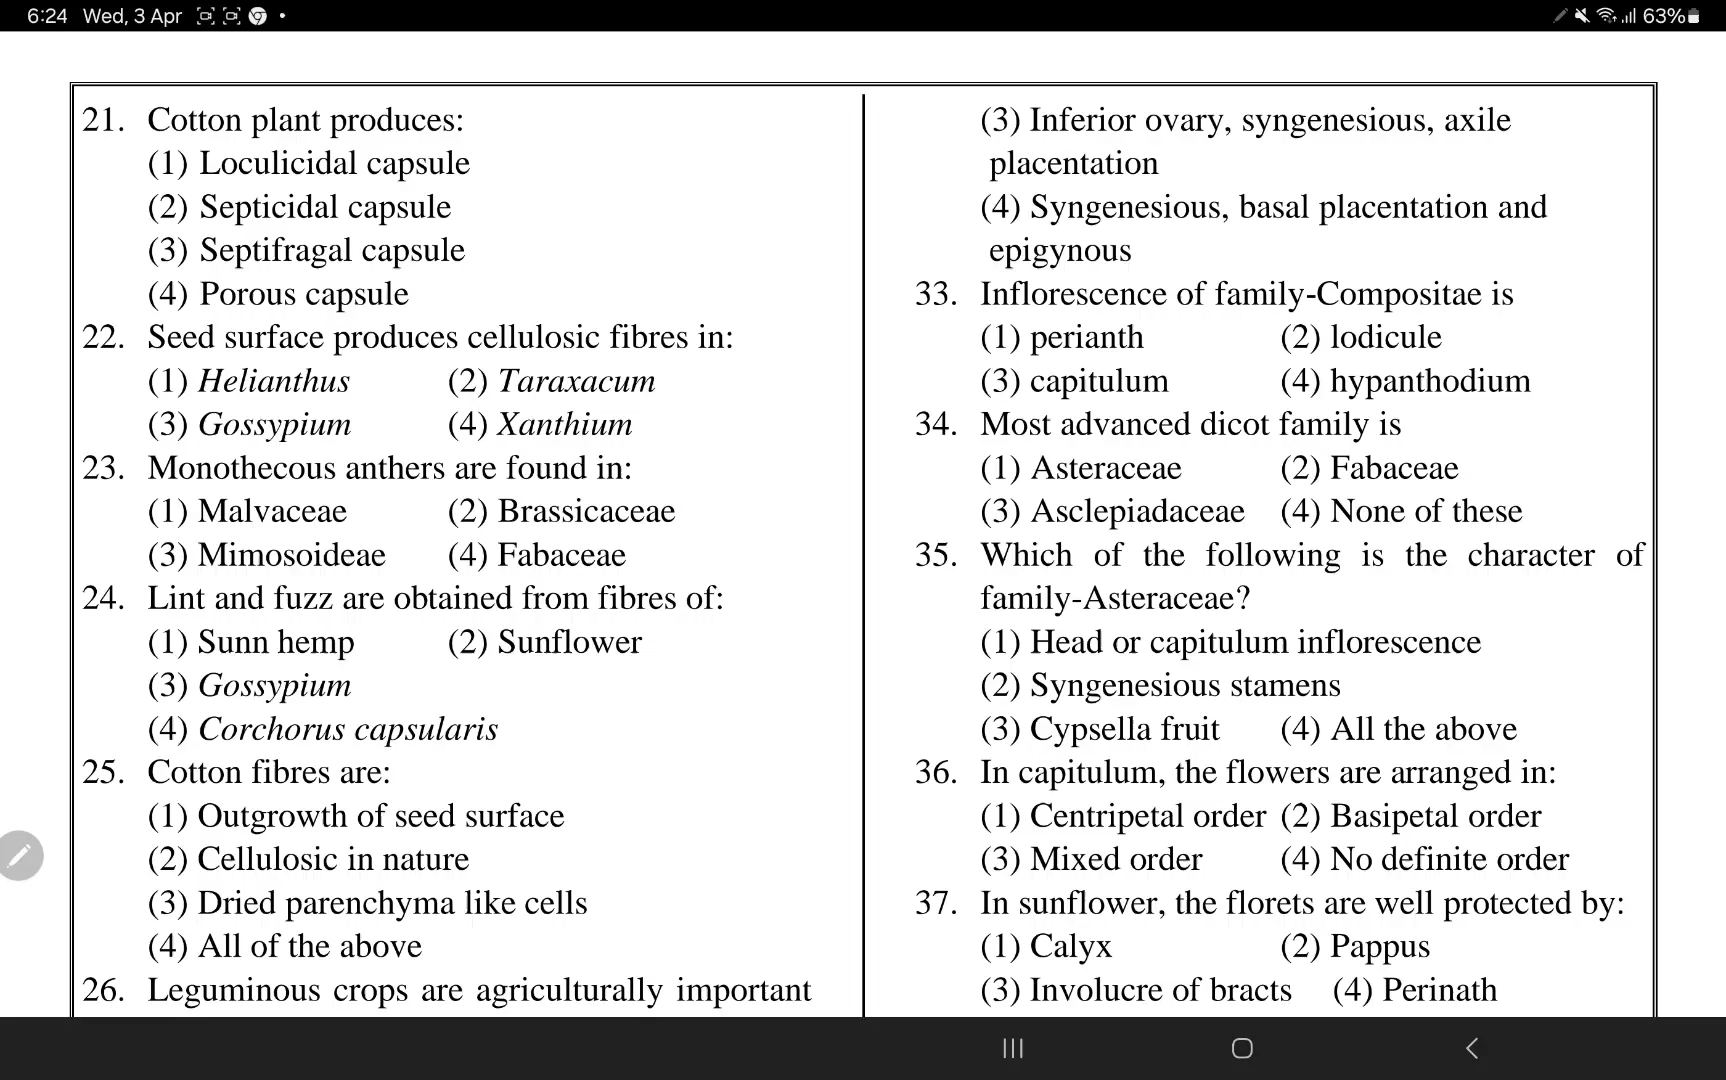 6:24 Wed, 3 Apr
63%
21. Cotton plant produces:
(1) Loculicidal capsule
(2) Septicidal capsule
(3) Septifragal capsule
(4) Porous capsule
22. Seed surface produces cellulosic fibres in:
(1) Helianthus (2) Taraxacum
(3) Gossypium (4) Xanthium
23. Monothecous anthers are found in:
(1) Malvaceae (2) Brassicaceae
(3) Mimosoideae (4) Fabaceae
24. Lint and fuzz are obtained from fibres of:
(1) Sunn hemp (2) Sunflower
(3) Gossypium
(4) Corchorus capsularis
25. Cotton fibres are:
(1) Outgrowth of seed surface
(2) Cellulosic in nature
(3) Dried parenchyma like cells
(4) All of the above
26. Leguminous crops are agriculturally important
(3) Inferior ovary, syngenesious, axile
placentation
(4) Syngenesious, basal placentation and
epigynous
33. Inflorescence of family-Compositae is
(1) perianth (2) lodicule
(3) capitulum (4) hypanthodium
34. Most advanced dicot family is
(1) Asteraceae (2) Fabaceae
(3) Asclepiadaceae (4) None of these
35. Which of the following is the character of
family-Asteraceae?
(1) Head or capitulum inflorescence
(2) Syngenesious stamens
(3) Cypsella fruit (4) All the above
36. In capitulum, the flowers are arranged in:
(1) Centripetal order (2) Basipetal order
(3) Mixed order (4) No definite order
37. In sunflower, the florets are well protected by:
(1) Calyx (2) Pappus
(3) Involucre of bracts (4) Perinath